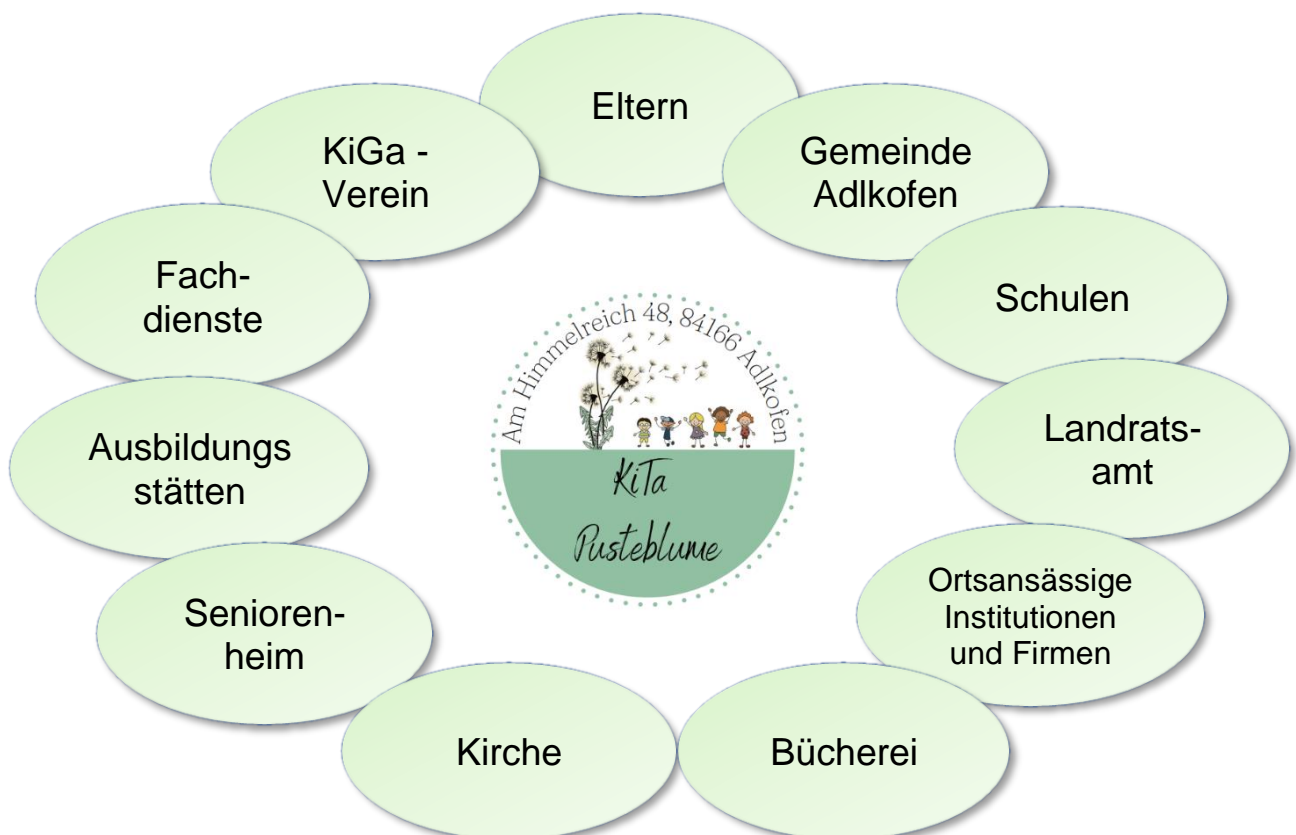 Eltern
KiGa -
Verein
Gemeinde
Adlkofen
Fach-
dienste
Schulen
Am Himmelreich 48, 84166 Adlkofen
Ausbildungs
stätten
Landrats-
amt
KiTa
Pusteblume
Ortsansässige
Institutionen
und Firmen
Senioren-
heim
Kirche
Bücherei